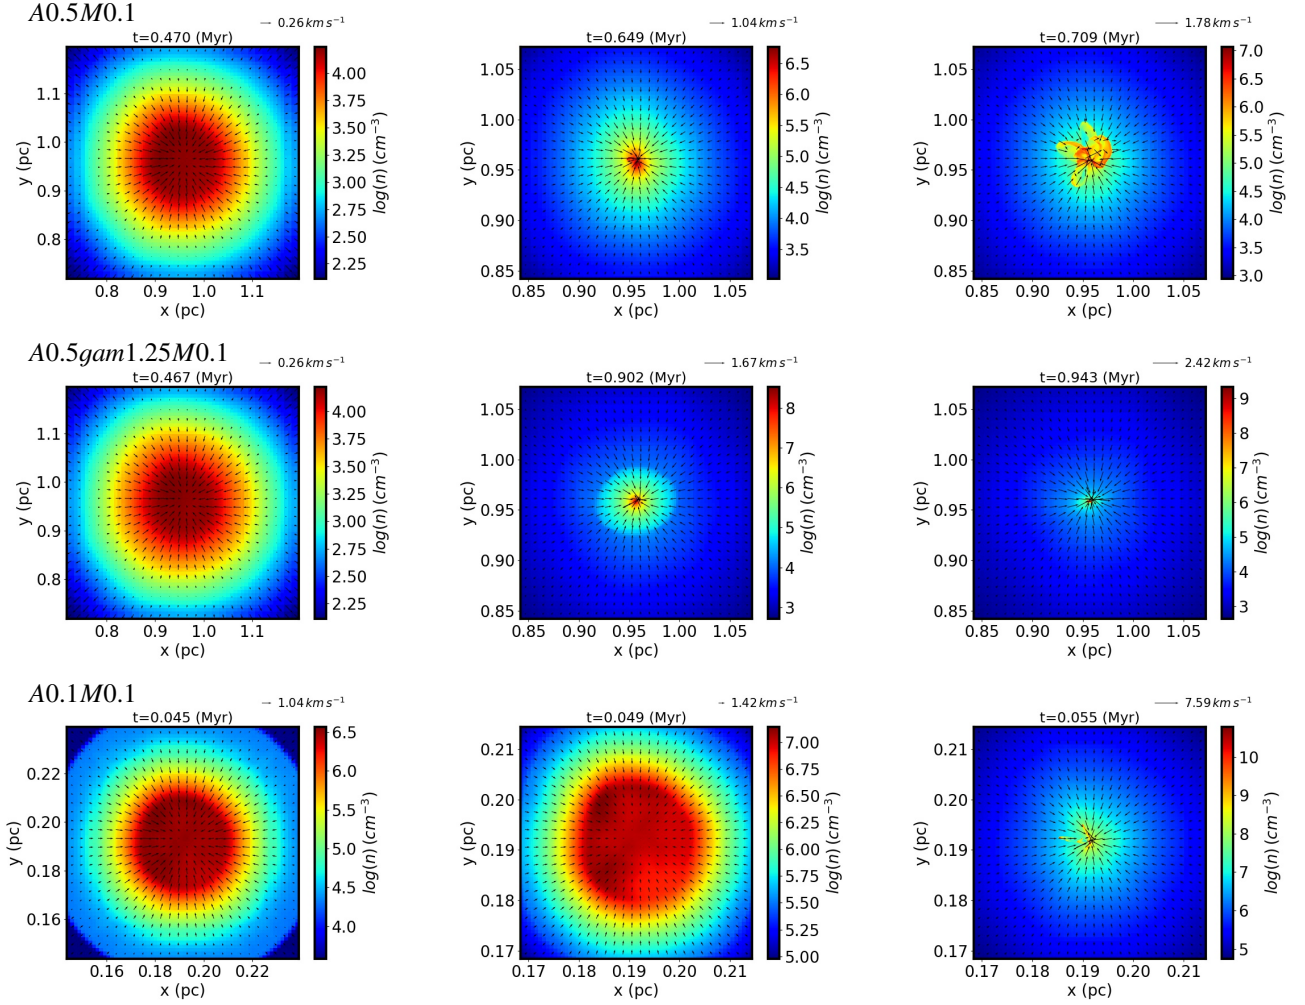 A0.5M0.1
0.26 km s⁻¹
1.04 km s⁻¹
1.78 km s⁻¹
t=0.470 (Myr)
t=0.649 (Myr)
t=0.709 (Myr)
1.1
1.0
0.9
0.8
y (pc)
0.8 0.9 1.0 1.1
x (pc)
4.00
3.75
3.50
3.25
3.00
2.75
2.50
2.25
log(n) (cm⁻³)
1.05
1.00
0.95
0.90
0.85
y (pc)
0.85 0.90 0.95 1.00 1.05
x (pc)
6.5
6.0
5.5
5.0
4.5
4.0
3.5
log(n) (cm⁻³)
1.05
1.00
0.95
0.90
0.85
y (pc)
0.85 0.90 0.95 1.00 1.05
x (pc)
7.0
6.5
6.0
5.5
5.0
4.5
4.0
3.5
3.0
log(n) (cm⁻³)
A0.5gam1.25M0.1
0.26 km s⁻¹
1.67 km s⁻¹
2.42 km s⁻¹
t=0.467 (Myr)
t=0.902 (Myr)
t=0.943 (Myr)
1.1
1.0
0.9
0.8
y (pc)
0.8 0.9 1.0 1.1
x (pc)
4.00
3.75
3.50
3.25
3.00
2.75
2.50
2.25
log(n) (cm⁻³)
1.05
1.00
0.95
0.90
0.85
y (pc)
0.85 0.90 0.95 1.00 1.05
x (pc)
8
7
6
5
4
3
log(n) (cm⁻³)
1.05
1.00
0.95
0.90
0.85
y (pc)
0.85 0.90 0.95 1.00 1.05
x (pc)
9
8
7
6
5
4
3
log(n) (cm⁻³)
A0.1M0.1
1.04 km s⁻¹
1.42 km s⁻¹
7.59 km s⁻¹
t=0.045 (Myr)
t=0.049 (Myr)
t=0.055 (Myr)
0.22
0.20
0.18
0.16
y (pc)
0.16 0.18 0.20 0.22
x (pc)
6.5
6.0
5.5
5.0
4.5
4.0
log(n) (cm⁻³)
0.21
0.20
0.19
0.18
0.17
y (pc)
0.17 0.18 0.19 0.20 0.21
x (pc)
7.00
6.75
6.50
6.25
6.00
5.75
5.50
5.25
5.00
log(n) (cm⁻³)
0.21
0.20
0.19
0.18
0.17
y (pc)
0.17 0.18 0.19 0.20 0.21
x (pc)
10
9
8
7
6
5
log(n) (cm⁻³)